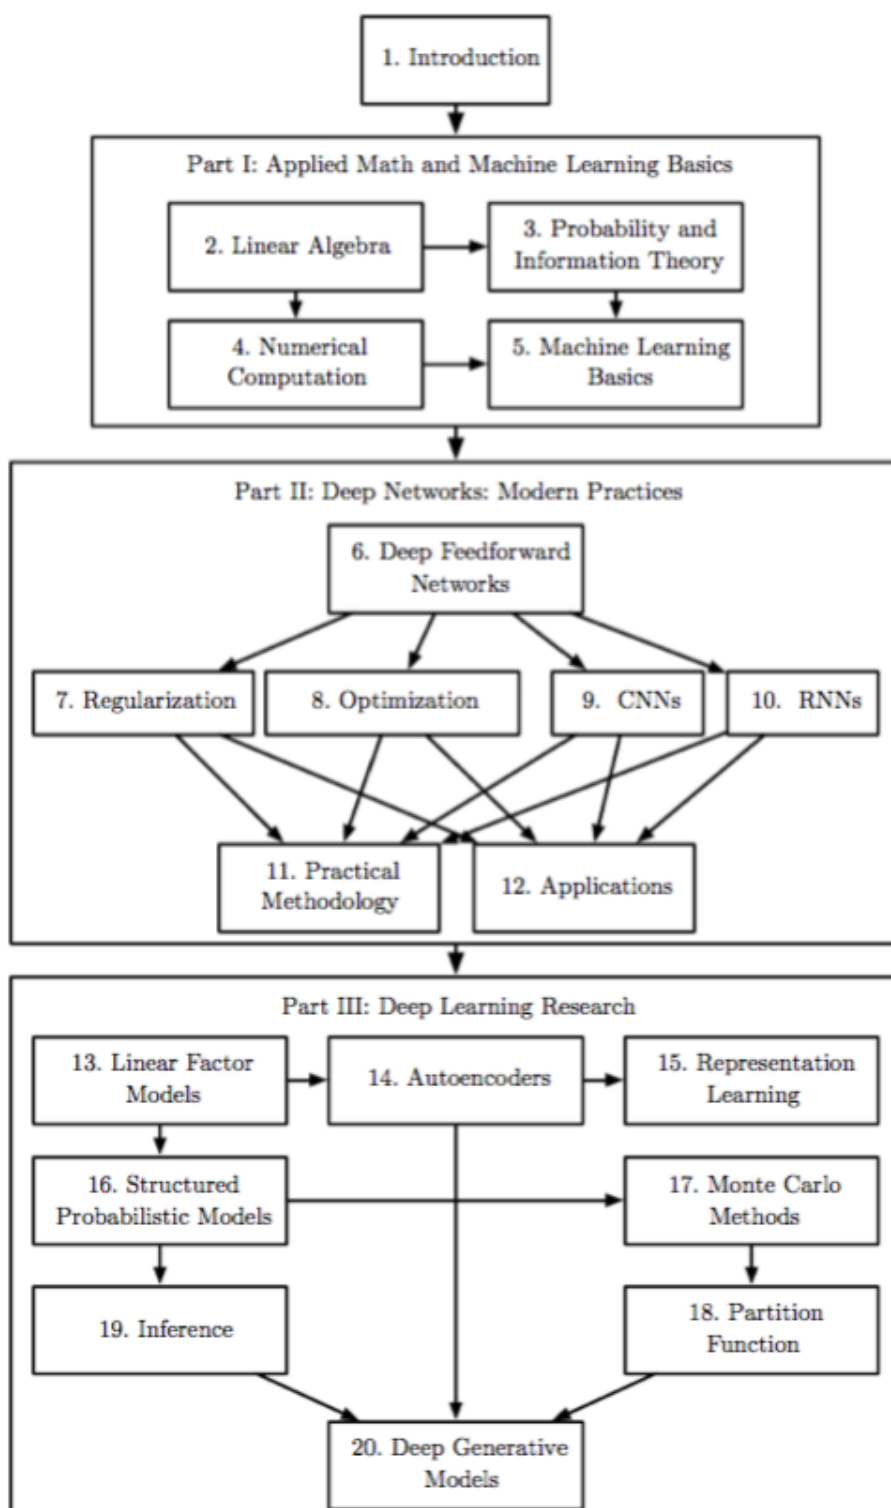 1. Introduction
Part I: Applied Math and Machine Learning Basics
2. Linear Algebra
3. Probability and
Information Theory
4. Numerical
Computation
5. Machine Learning
Basics
Part II: Deep Networks: Modern Practices
6. Deep Feedforward
Networks
7. Regularization
8. Optimization
9. CNNs
10. RNNs
11. Practical
Methodology
12. Applications
Part III: Deep Learning Research
13. Linear Factor
Models
14. Autoencoders
15. Representation
Learning
16. Structured
Probabilistic Models
17. Monte Carlo
Methods
19. Inference
18. Partition
Function
20. Deep Generative
Models